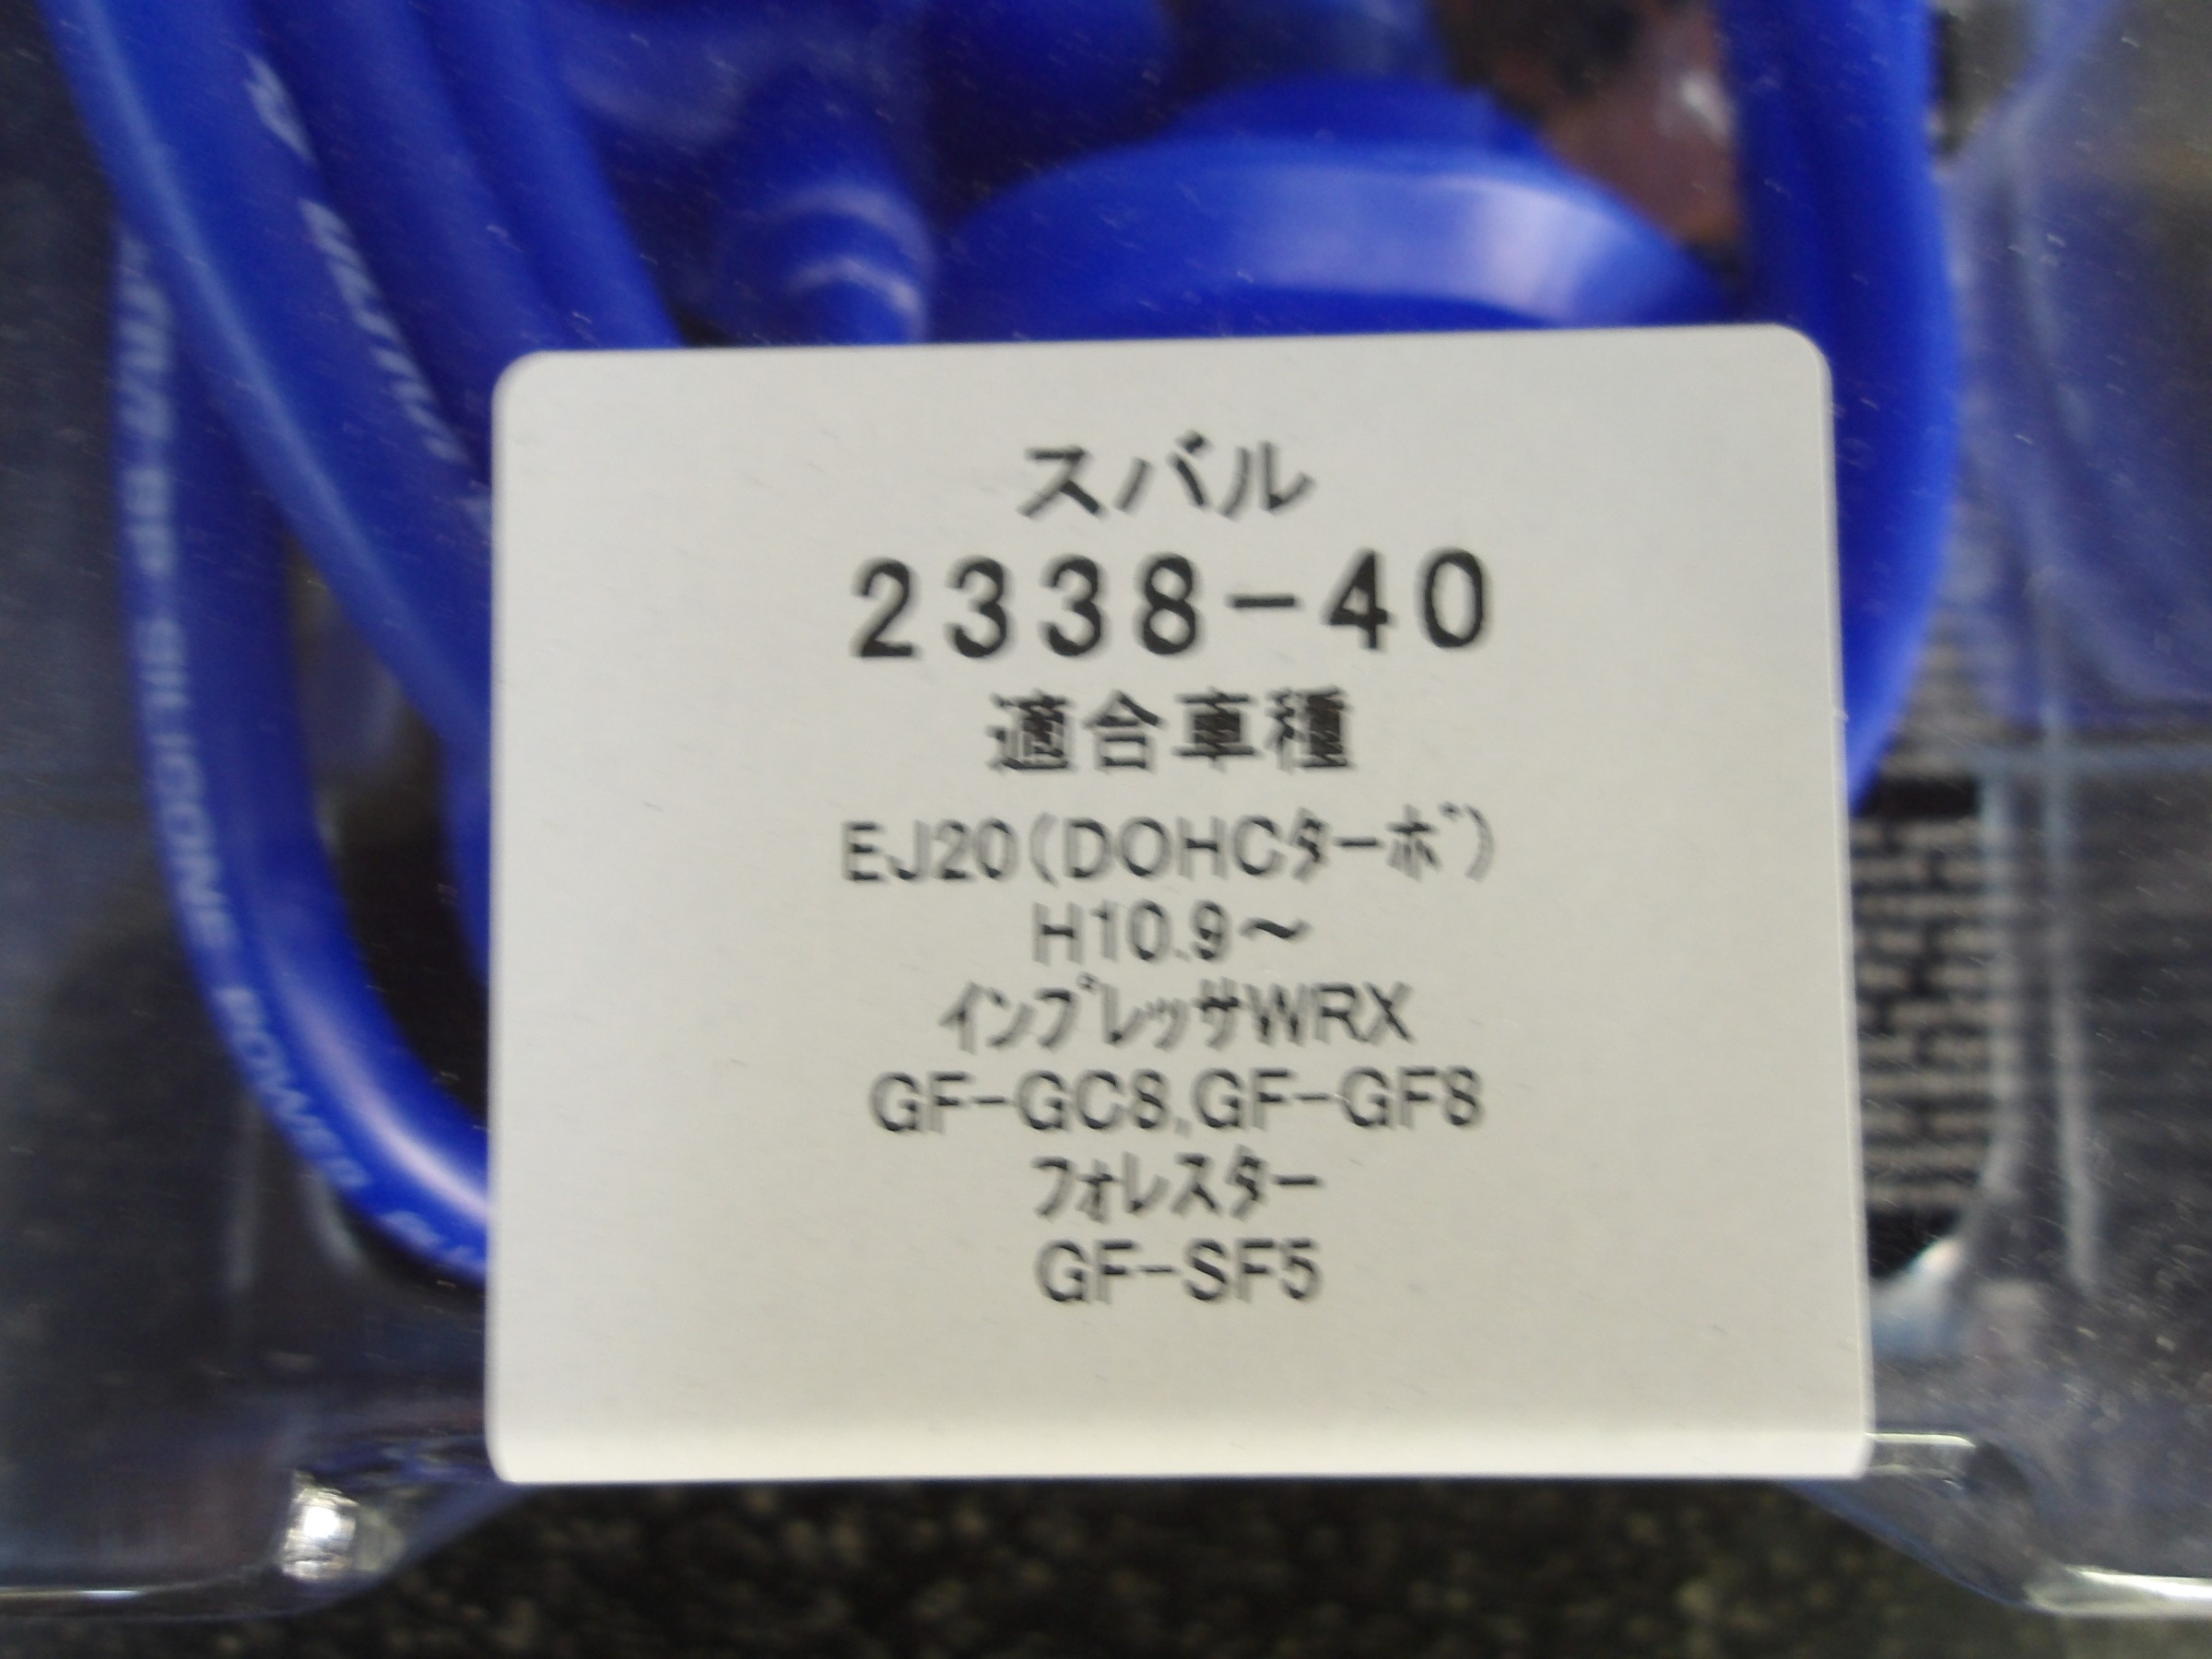 スバル
2338-40
適合車種
EJ20(DOHCターボ)
H10.9～
インプレッサWRX
GF-GC8,GF-GF8
フォレスター
GF-SF5
SILICONE POWER